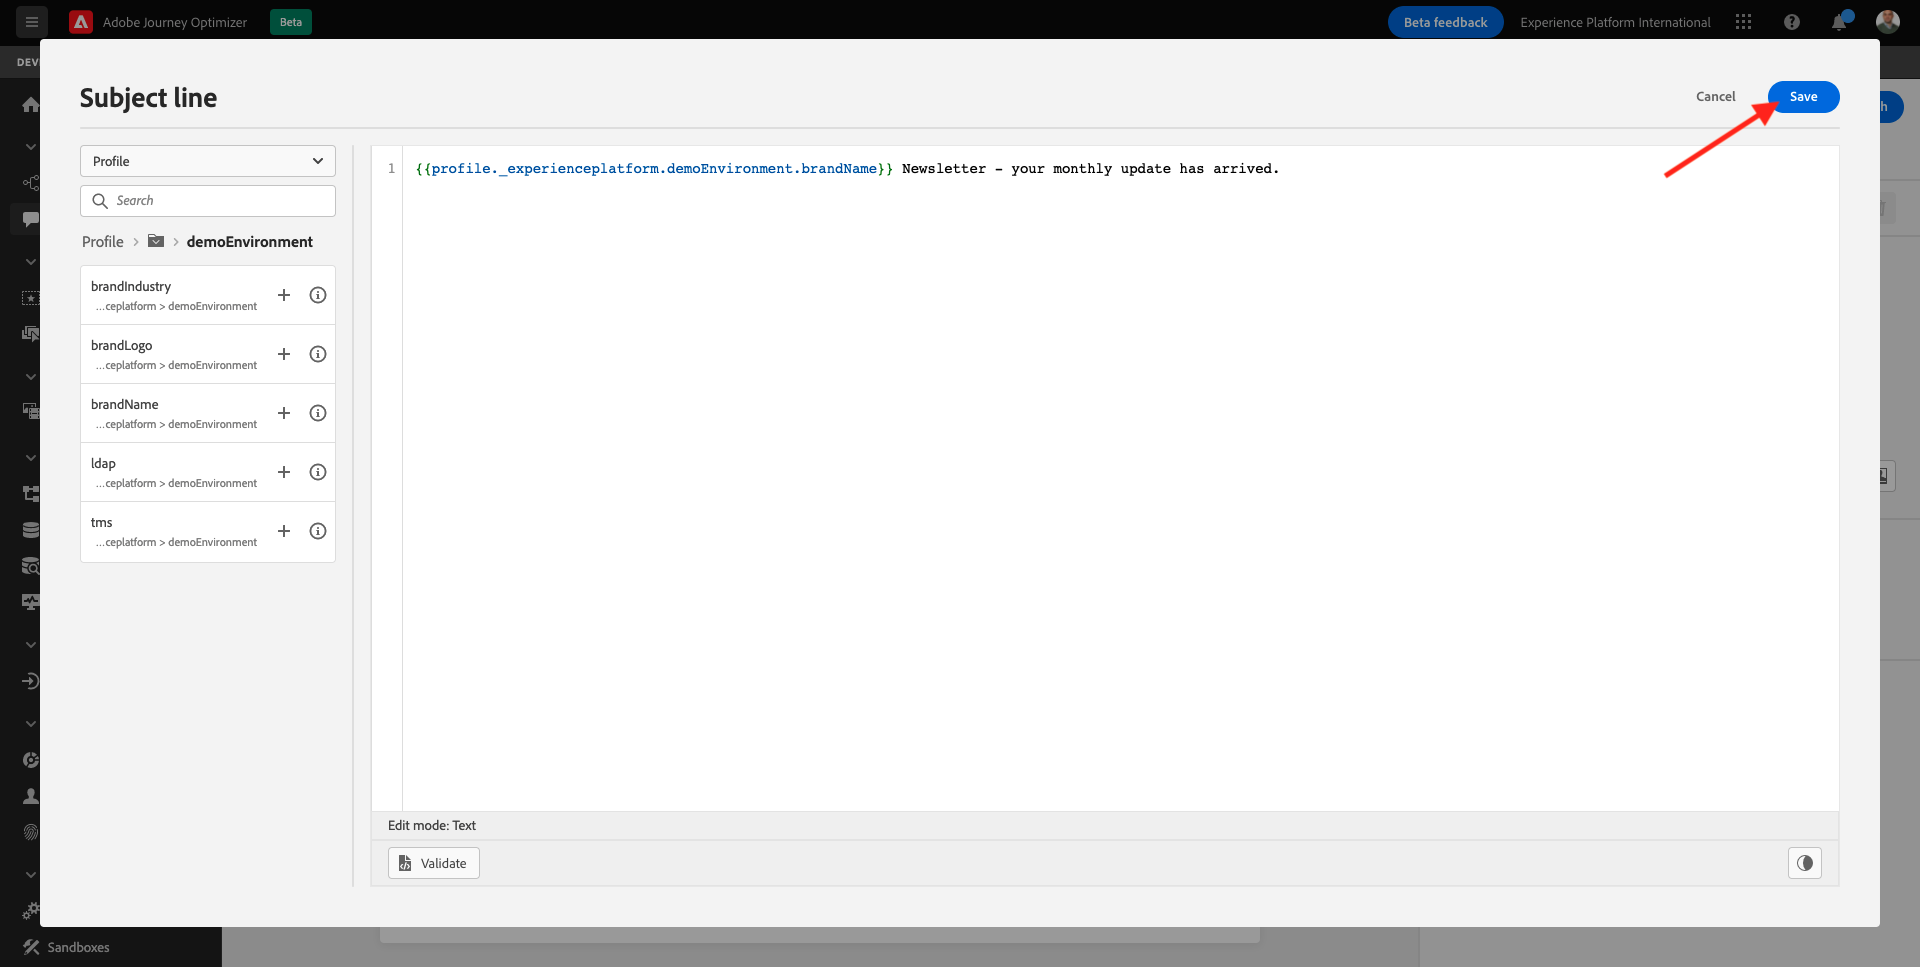 Adobe Journey Optimizer
Beta
Beta feedback
Experience Platform International
Subject line
Cancel
Save
Profile
Search
Profile > demoEnvironment
brandIndustry
...ceplatform > demoEnvironment
brandLogo
...ceplatform > demoEnvironment
brandName
...ceplatform > demoEnvironment
ldap
...ceplatform > demoEnvironment
tms
...ceplatform > demoEnvironment
1 {{profile._experienceplatform.demoEnvironment.brandName}} Newsletter - your monthly update has arrived.
Edit mode: Text
Validate
Sandboxes